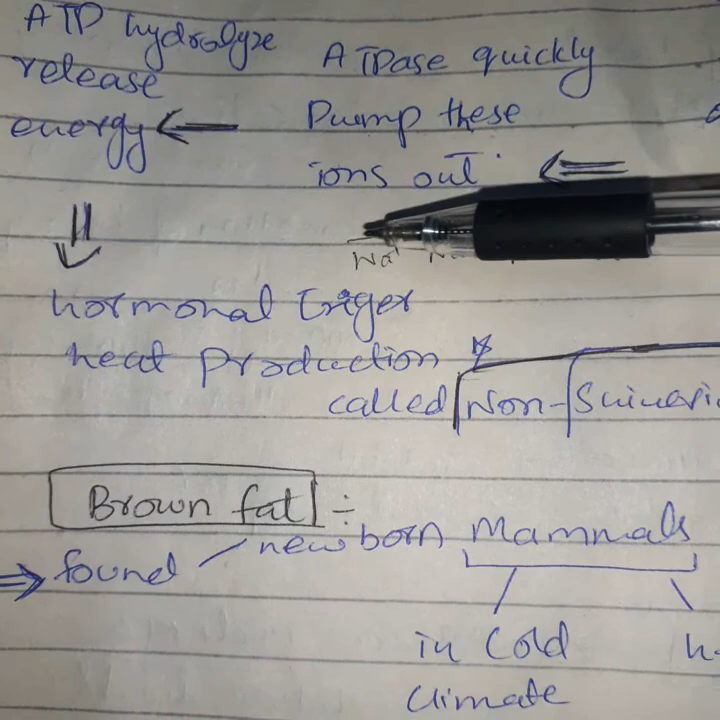 ATP hydrolyze
release
energy ←
ATPase quickly
Pump these
ions out ⇐
hormonal triger
heat Production
called Non-
Brown fat ÷
⇒ found / new born Mammals
in Cold
Climate